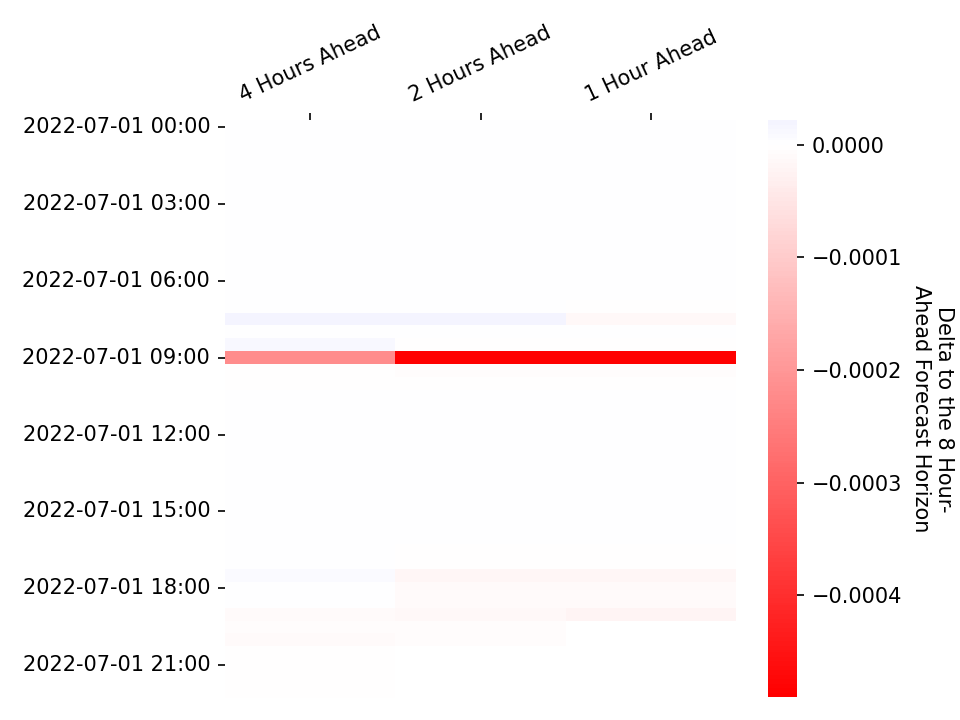 4 Hours Ahead
2 Hours Ahead
1 Hour Ahead
2022-07-01 00:00
2022-07-01 03:00
2022-07-01 06:00
2022-07-01 09:00
2022-07-01 12:00
2022-07-01 15:00
2022-07-01 18:00
2022-07-01 21:00
0.0000
−0.0001
−0.0002
−0.0003
−0.0004
Delta to the 8 Hour-
Ahead Forecast Horizon